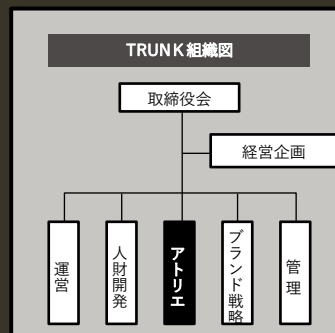 TRUNK組織図
取締役会
経営企画
運営
人財開発
アトリエ
ブランド戦略
管理